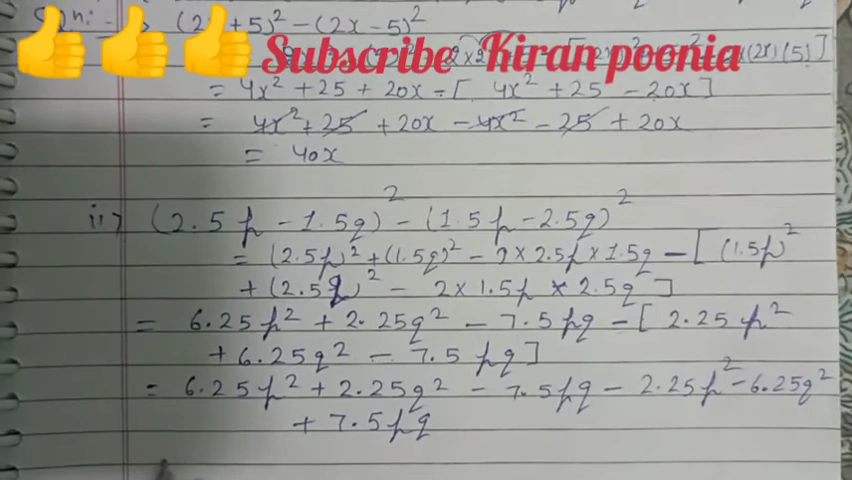 (2x+5)² - (2x-5)²
Subscribe Kiran poonia
(2x)(5)]
= 4x² + 25 + 20x - [ 4x² + 25 - 20x ]
= 4x² + 25 + 20x - 4x² - 25 + 20x
= 40x
ii) (2.5p - 1.5q)² - (1.5p - 2.5q)²
= (2.5p)² + (1.5q)² - 2 × 2.5p × 1.5q - [ (1.5p)²
+ (2.5q)² - 2 × 1.5p × 2.5q ]
= 6.25p² + 2.25q² - 7.5pq - [ 2.25p²
+ 6.25q² - 7.5pq ]
= 6.25p² + 2.25q² - 7.5pq - 2.25p² - 6.25q²
+ 7.5pq